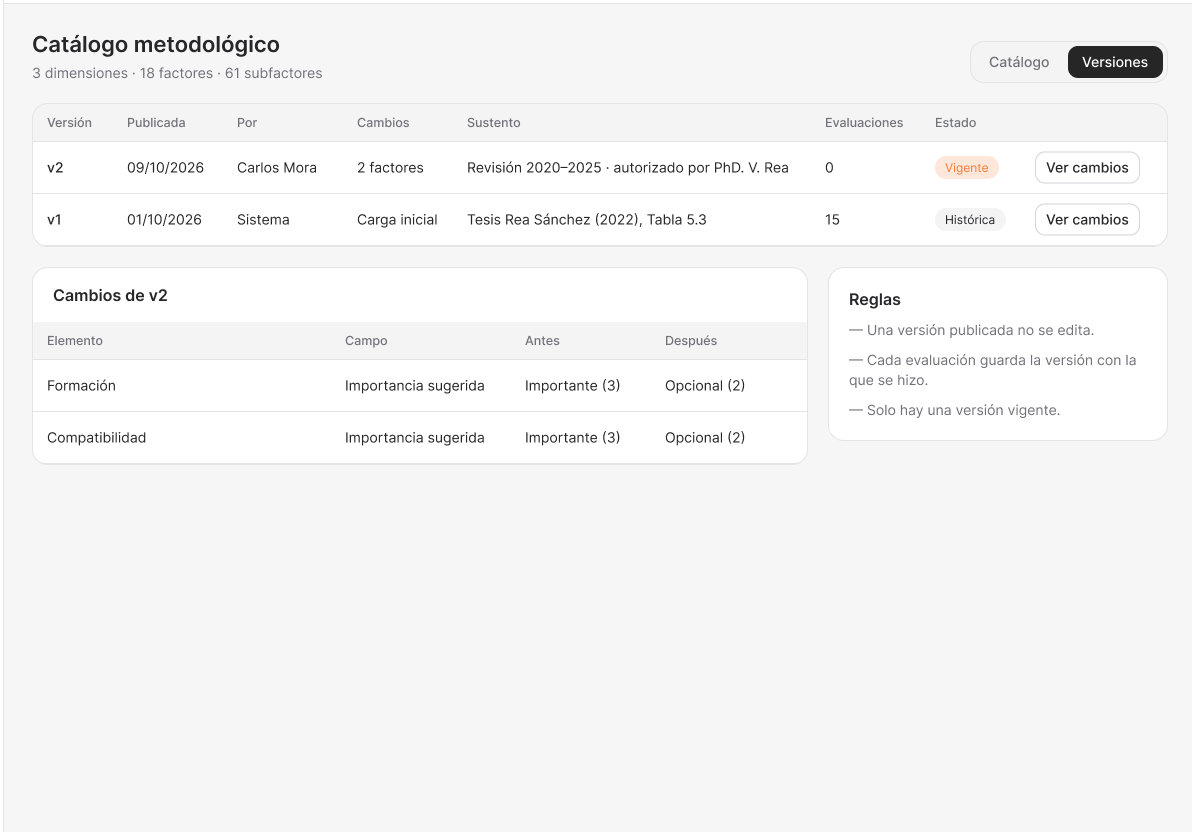 Catálogo metodológico
3 dimensiones · 18 factores · 61 subfactores
Catálogo Versiones
Versión Publicada Por Cambios Sustento Evaluaciones Estado
v2 09/10/2026 Carlos Mora 2 factores Revisión 2020–2025 · autorizado por PhD. V. Rea 0 Vigente Ver cambios
v1 01/10/2026 Sistema Carga inicial Tesis Rea Sánchez (2022), Tabla 5.3 15 Histórica Ver cambios
Cambios de v2
Elemento Campo Antes Después
Formación Importancia sugerida Importante (3) Opcional (2)
Compatibilidad Importancia sugerida Importante (3) Opcional (2)
Reglas
— Una versión publicada no se edita.
— Cada evaluación guarda la versión con la
que se hizo.
— Solo hay una versión vigente.